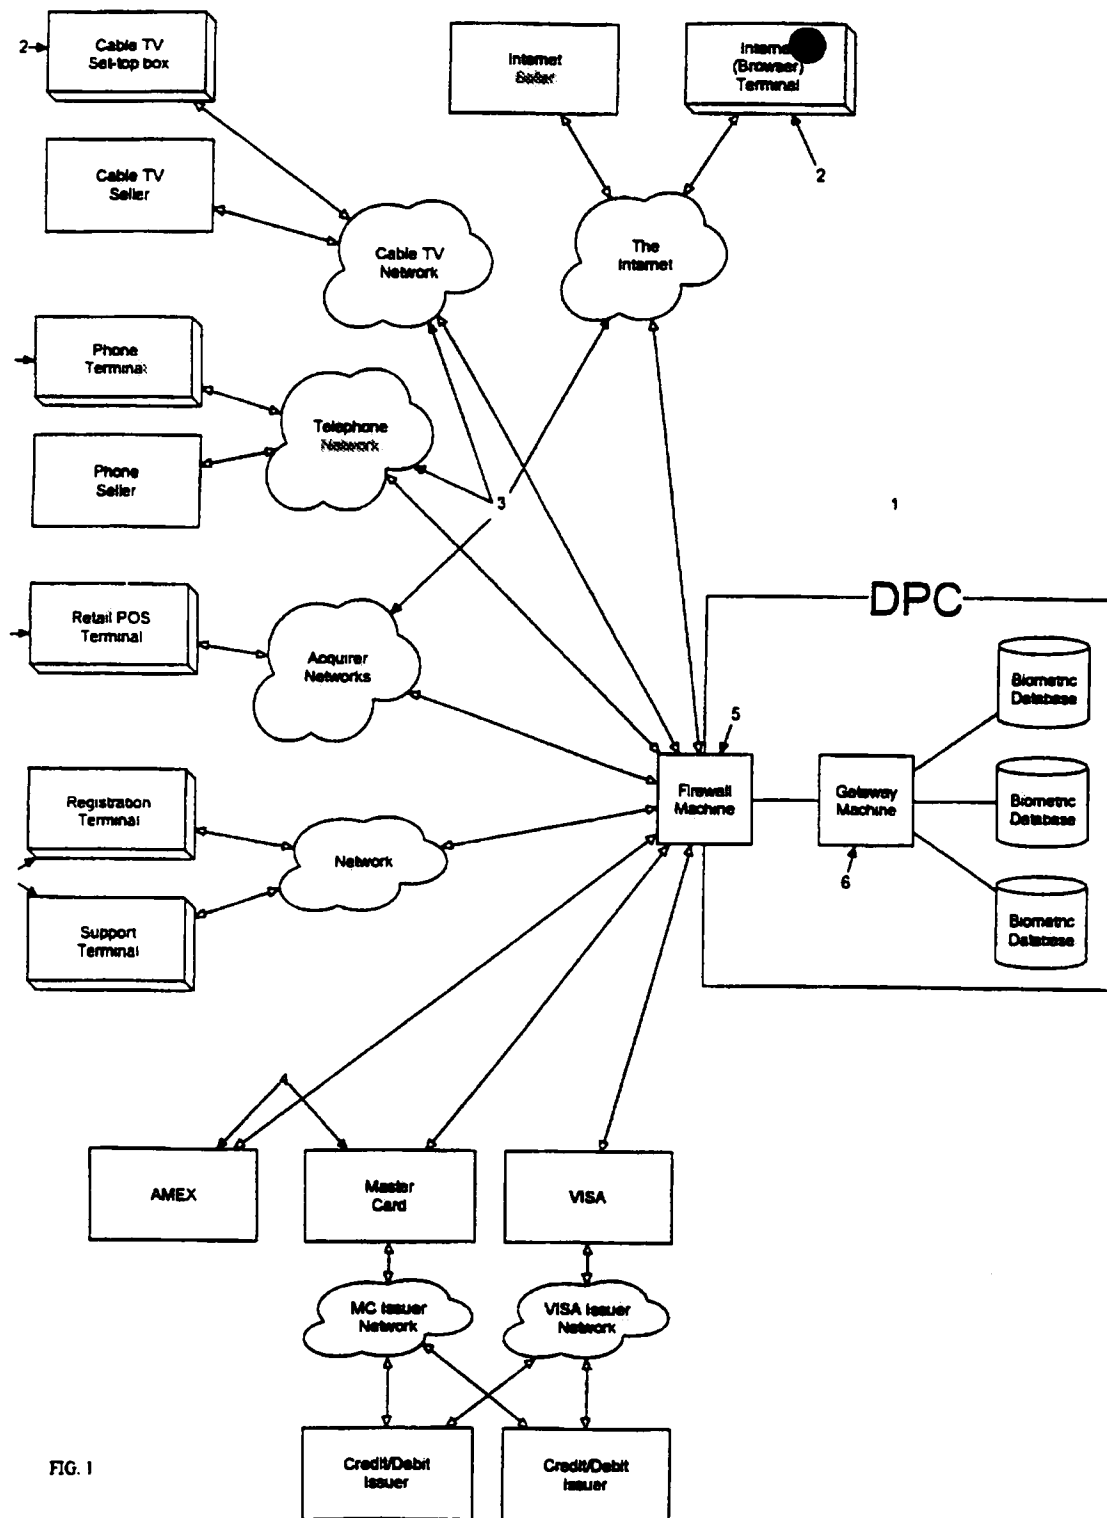 2
Cable TV
Set-top box
Internet
Seller
(Browser)
Terminal
2
Cable TV
Seller
Cable TV
Network
The
Internet
Phone
Terminal
Telephone
Network
Phone
Seller
3
1
DPC
Retail POS
Terminal
Acquirer
Networks
Biometric
Database
5
Registration
Terminal
Firewall
Machine
Gateway
Machine
Biometric
Database
Network
6
Support
Terminal
Biometric
Database
4
AMEX
Master
Card
VISA
MC Issuer
Network
VISA Issuer
Network
Credit/Debit
Issuer
Credit/Debit
Issuer
FIG. 1